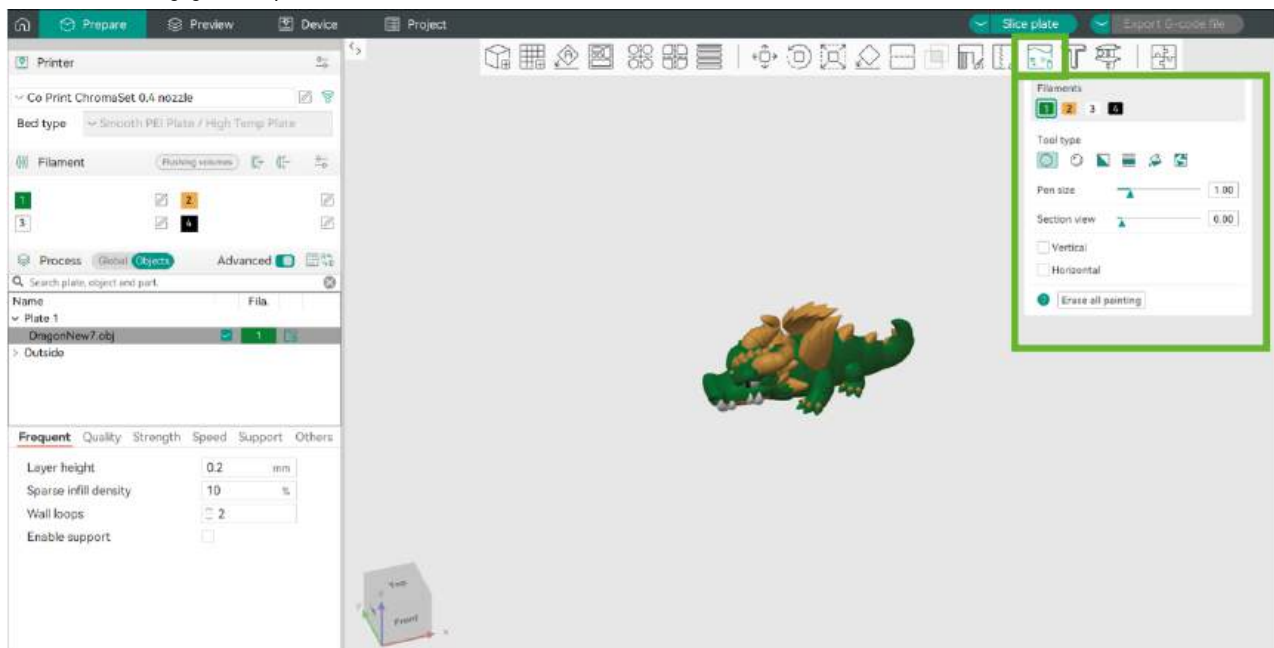 Prepare Preview Device Project Slice plate Export G-code file
Printer
Co Print ChromaSet 0.4 nozzle
Bed type Smooth PEI Plate / High Temp Plate
Filament Flushing volumes
1 2
3 4
Process Global Objects Advanced
Search plate, object and part.
Name Fila.
Plate 1
DragonNew7.obj 1
Outside
Frequent Quality Strength Speed Support Others
Layer height 0.2 mm
Sparse infill density 10 %
Wall loops 2
Enable support
Filaments
1 2 3 4
Tool type
Pen size 1.00
Section view 0.00
Vertical
Horizontal
? Erase all painting
Front